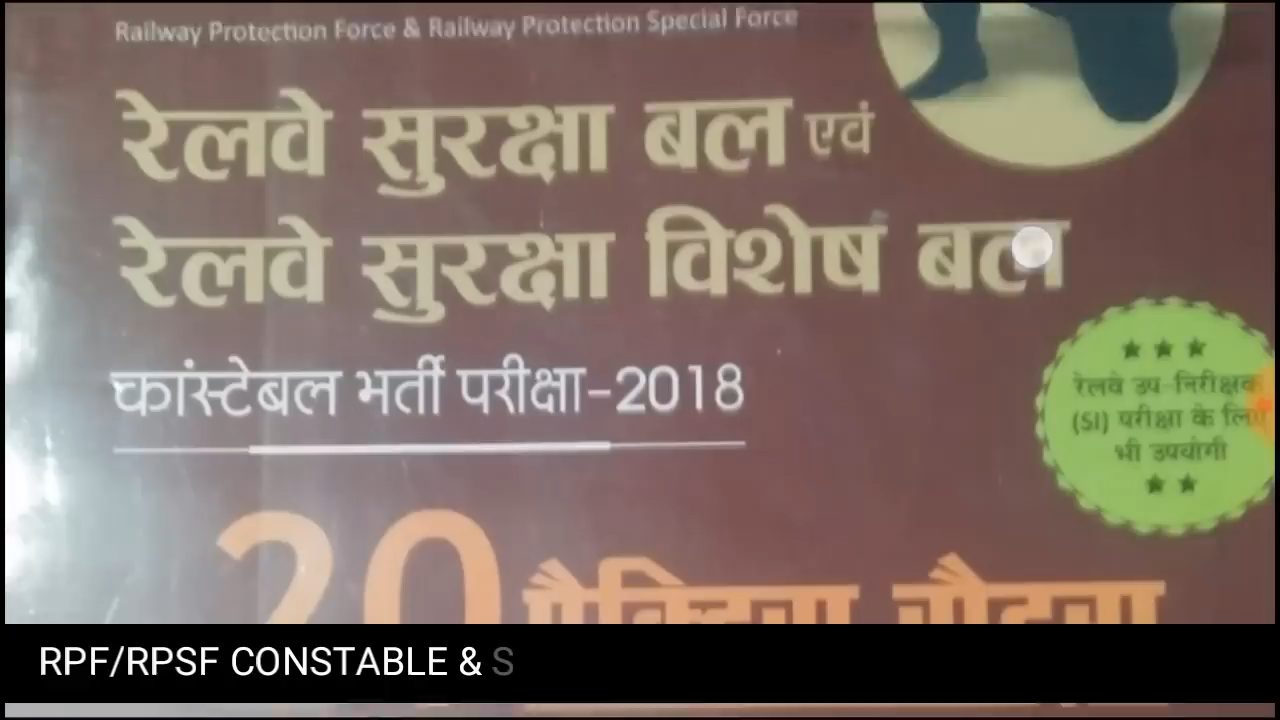 Railway Protection Force & Railway Protection Special Force
रेलवे सुरक्षा बल एवं
रेलवे सुरक्षा विशेष बल
कांस्टेबल भर्ती परीक्षा-2018
रेलवे उप-निरीक्षक
(SI) परीक्षा के लिए
भी उपयोगी
20
RPF/RPSF CONSTABLE & S